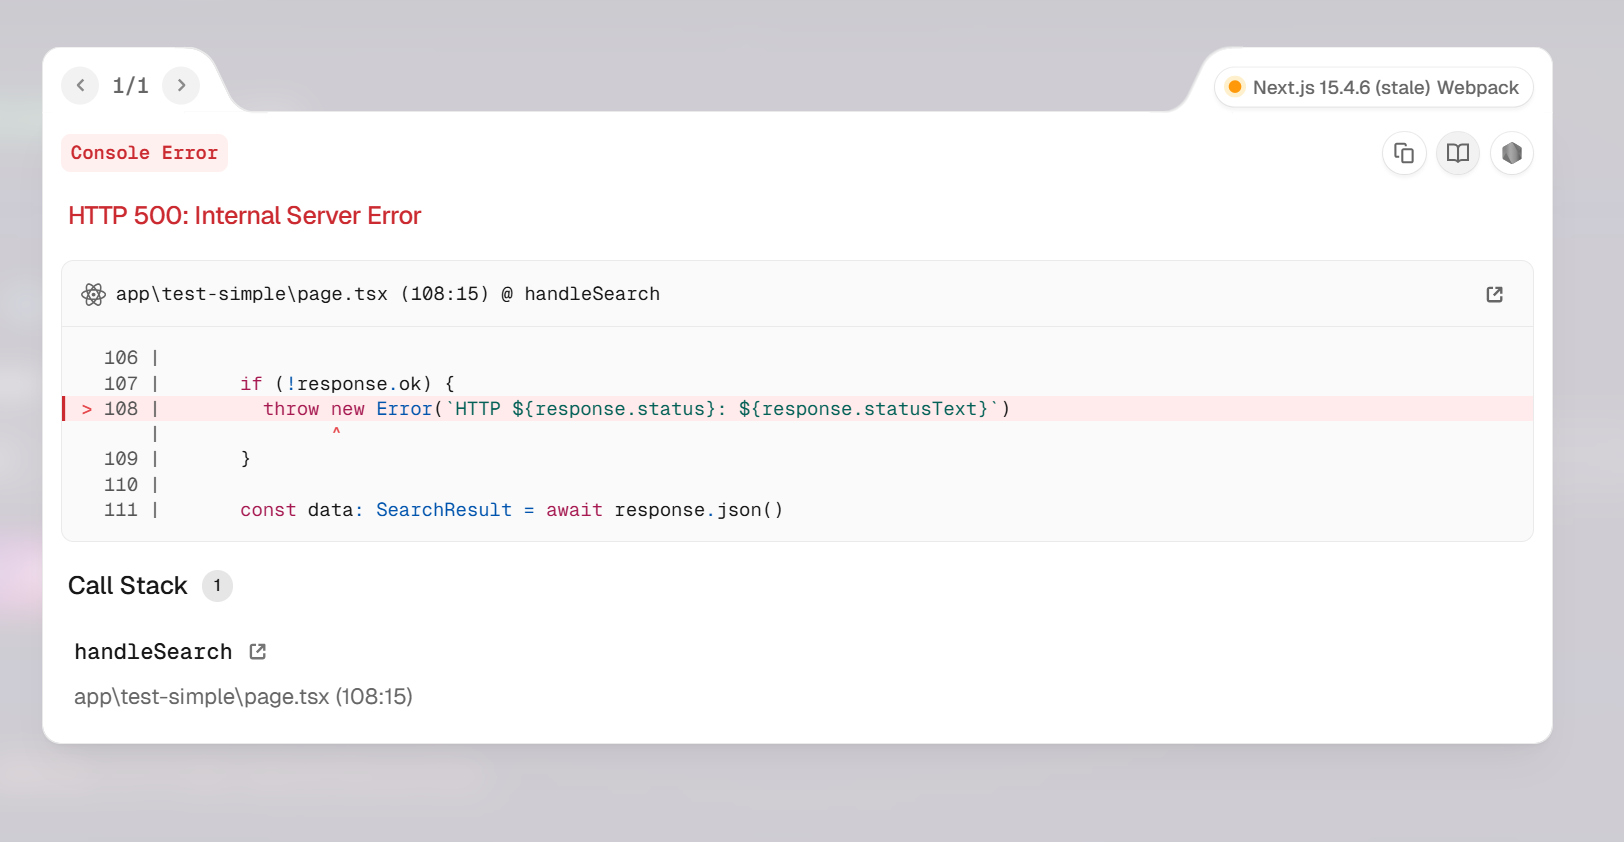 1/1
Next.js 15.4.6 (stale) Webpack
Console Error
HTTP 500: Internal Server Error
app\test-simple\page.tsx (108:15) @ handleSearch
106 |
107 |       if (!response.ok) {
> 108 |         throw new Error(`HTTP ${response.status}: ${response.statusText}`)
|               ^
109 |       }
110 |
111 |       const data: SearchResult = await response.json()
Call Stack 1
handleSearch
app\test-simple\page.tsx (108:15)